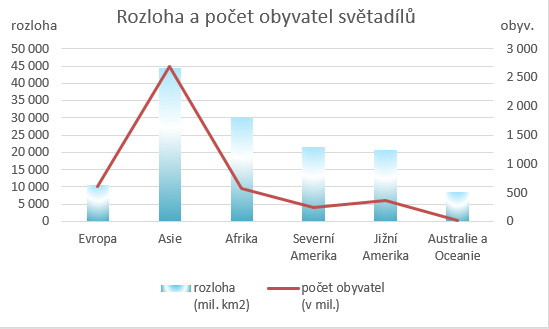 Rozloha a počet obyvatel světadílů
rozloha
obyv.
50 000
45 000
40 000
35 000
30 000
25 000
20 000
15 000
10 000
5 000
0
3 000
2 500
2 000
1 500
1 000
500
0
Evropa
Asie
Afrika
Severní
Amerika
Jižní
Amerika
Australie a
Oceanie
rozloha
(mil. km2)
počet obyvatel
(v mil.)